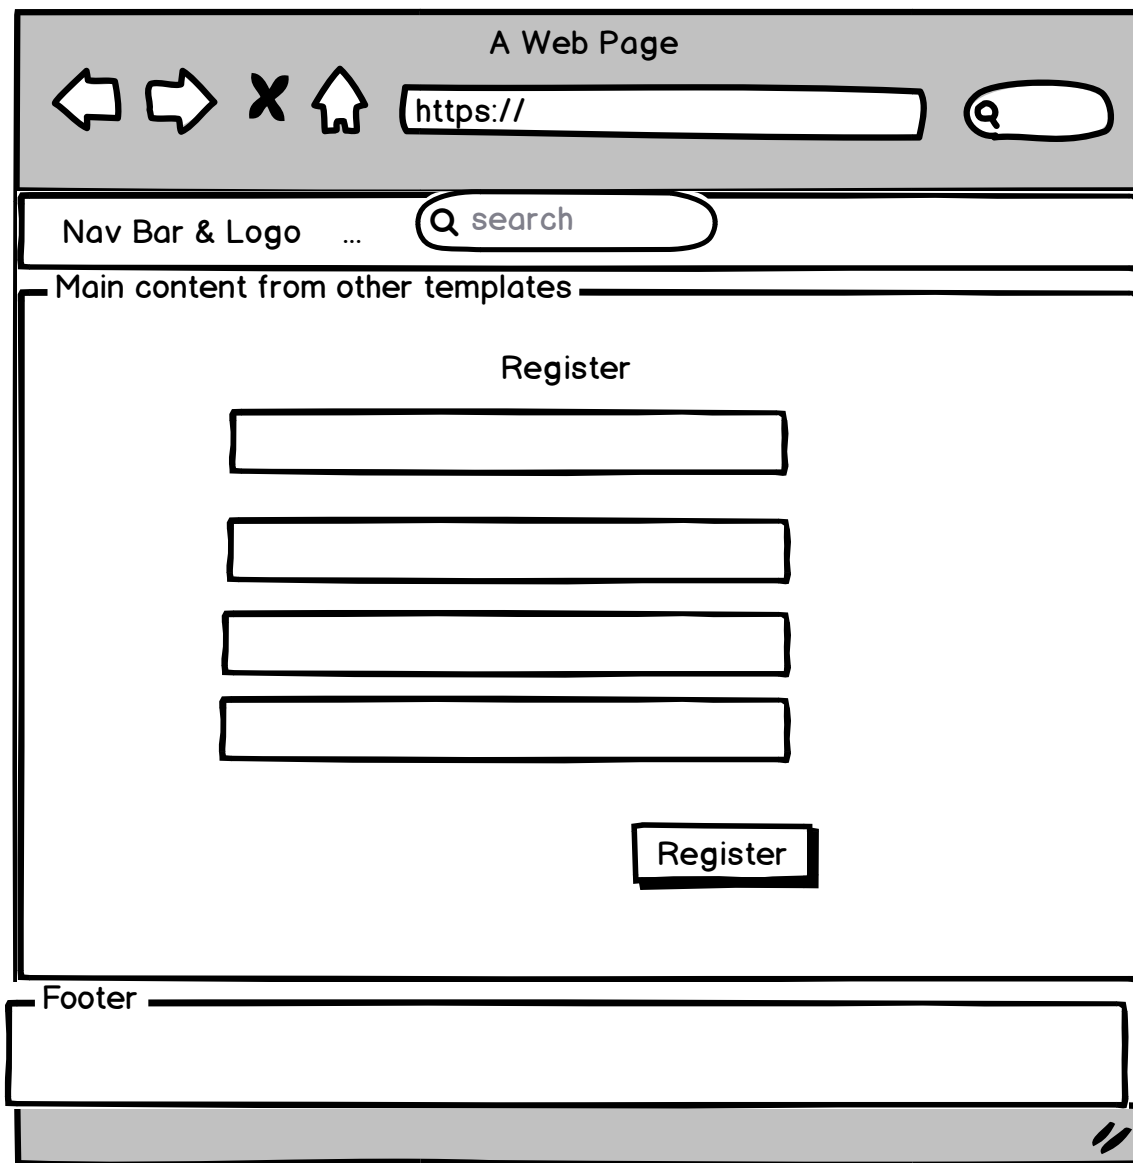 A Web Page
https://
Nav Bar & Logo ... search
Main content from other templates
Register
Register
Footer